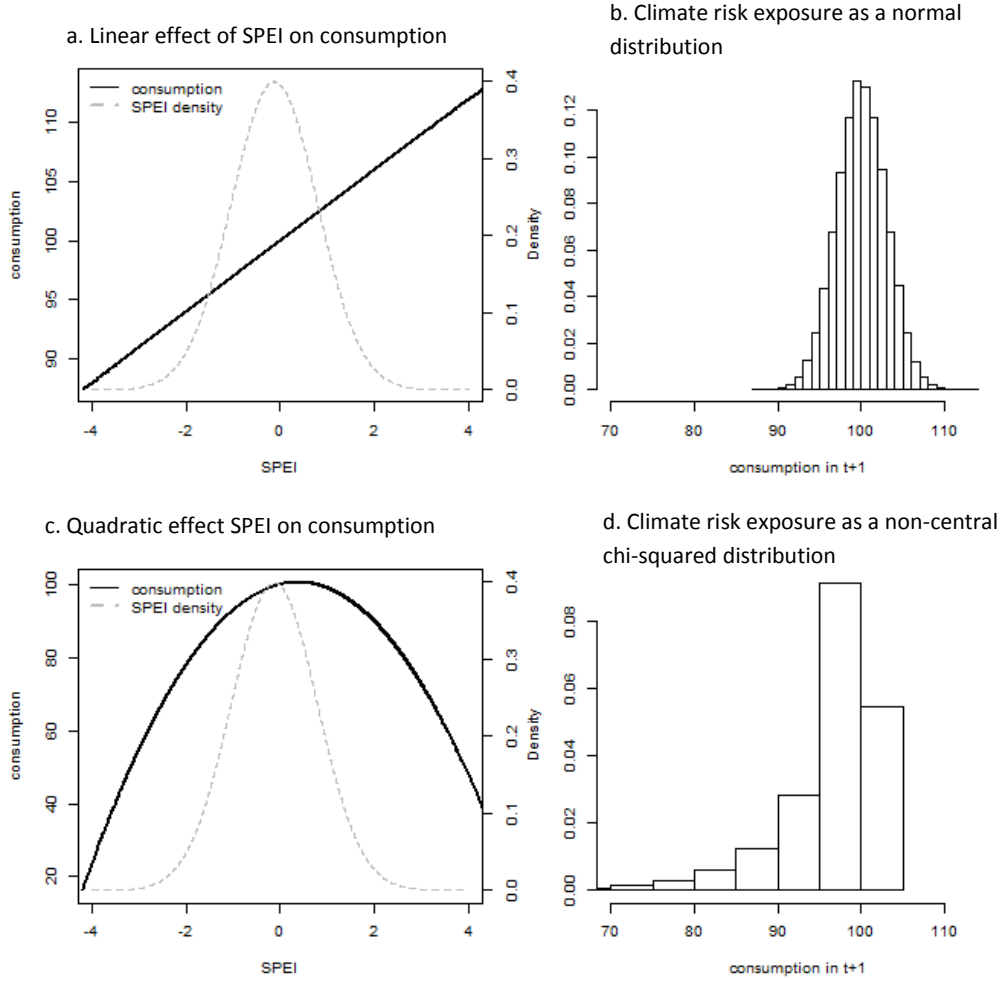 a. Linear effect of SPEI on consumption
consumption
SPEI density
consumption
90
95
100
105
110
0.0
0.1
0.2
0.3
0.4
Density
-4
-2
0
2
4
SPEI
b. Climate risk exposure as a normal
distribution
0.00
0.02
0.04
0.06
0.08
0.10
0.12
70
80
90
100
110
consumption in t+1
c. Quadratic effect SPEI on consumption
consumption
SPEI density
consumption
20
40
60
80
100
0.0
0.1
0.2
0.3
0.4
Density
-4
-2
0
2
4
SPEI
d. Climate risk exposure as a non-central
chi-squared distribution
0.00
0.02
0.04
0.06
0.08
70
80
90
100
110
consumption in t+1